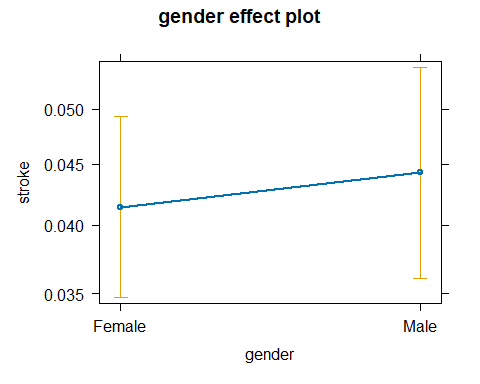 gender effect plot
0.050
0.045
0.040
0.035
stroke
Female Male
gender